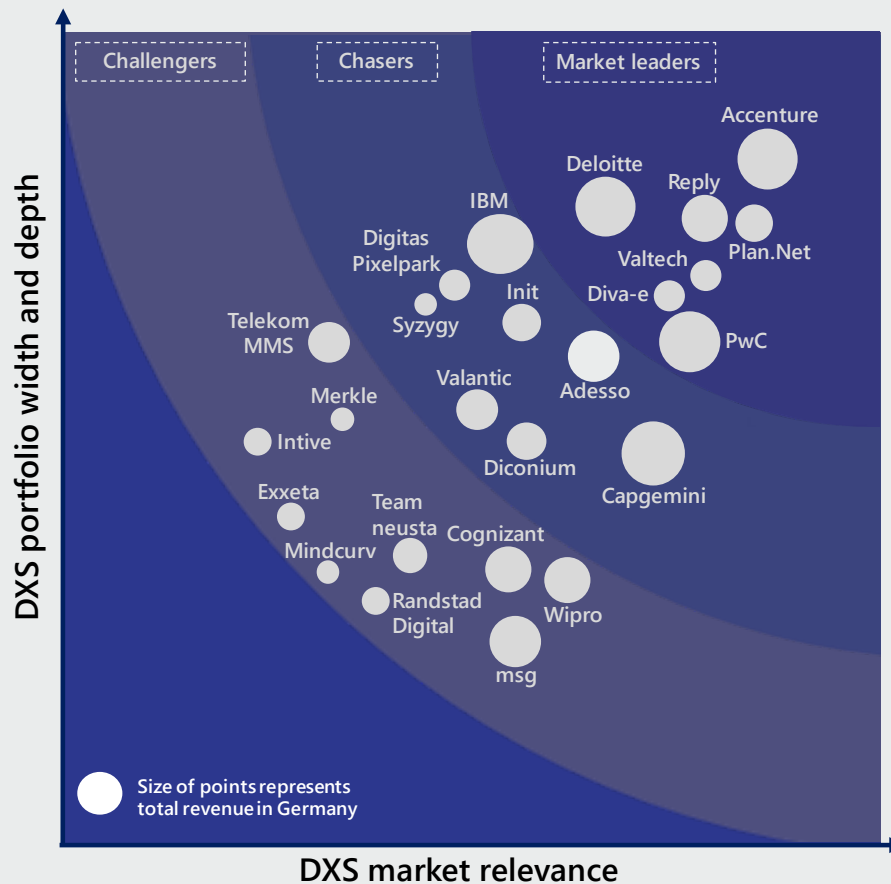 Challengers
Chasers
Market leaders
Accenture
Deloitte
Reply
IBM
Digitas
Pixelpark
Plan.Net
Valtech
Init
Diva-e
Syzygy
Telekom
MMS
PwC
Adesso
Valantic
Merkle
Intive
Diconium
Capgemini
Exxeta
Team
neusta
Cognizant
Mindcurv
Randstad
Digital
Wipro
msg
Size of points represents
total revenue in Germany
DXS portfolio width and depth
DXS market relevance